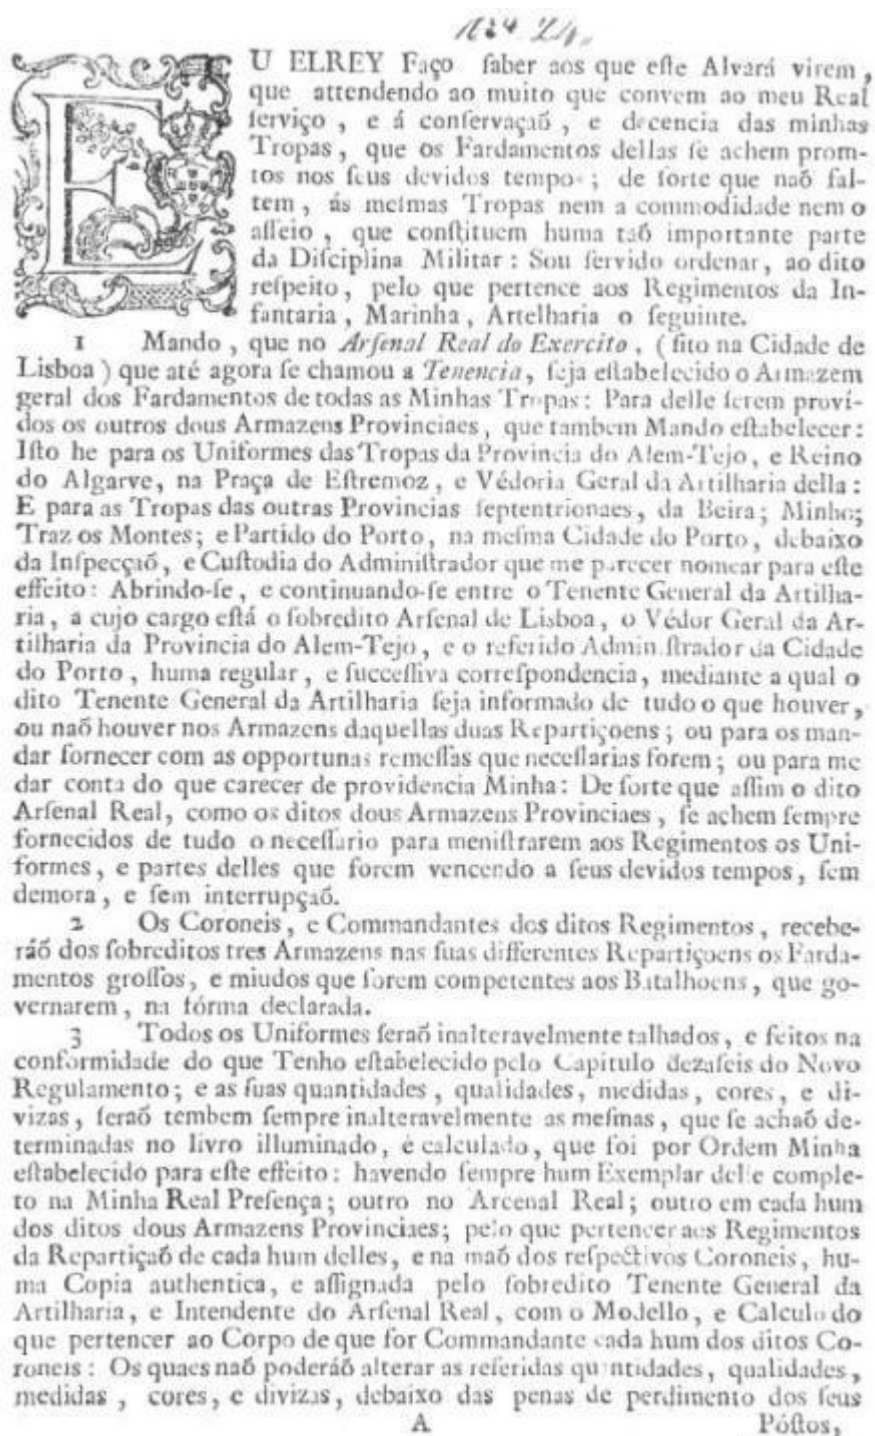 EU ELREY Faço ſaber aos que eſte Alvará virem,
que attendendo ao muito que convem ao meu Real
ſerviço, e á conſervaçaõ, e decencia das minhas
Tropas, que os Fardamentos dellas ſe achem prom-
tos nos ſeus devidos tempos; de ſorte que naõ fal-
tem, ás meſmas Tropas nem a commodidade nem o
aſſeio, que conſtituem huma taõ importante parte
da Diſciplina Militar: Sou ſervido ordenar, ao dito
reſpeito, pelo que pertence aos Regimentos da In-
fantaria, Marinha, Artelharia o ſeguinte.
1 Mando, que no Arſenal Real do Exercito, (ſito na Cidade de
Lisboa) que até agora ſe chamou a Tenencia, ſeja eſtabelecido o Armazem
geral dos Fardamentos de todas as Minhas Tropas: Para delle ſerem provi-
dos os outros dous Armazens Provinciaes, que tambem Mando eſtabelecer:
Iſto he para os Uniformes das Tropas da Provincia do Alem-Tejo, e Reino
do Algarve, na Praça de Eſtremoz, e Védoria Geral da Artilharia della:
E para as Tropas das outras Provincias ſeptentrionaes, da Beira; Minho;
Traz os Montes; e Partido do Porto, na meſma Cidade do Porto, debaixo
da Inſpecçaõ, e Cuſtodia do Adminiſtrador que me parecer nomear para eſte
effeito: Abrindo-ſe, e continuando-ſe entre o Tenente General da Artilha-
ria, a cujo cargo eſtá o ſobredito Arſenal de Lisboa, o Védor Geral da Ar-
tilharia da Provincia do Alem-Tejo, e o referido Adminiſtrador da Cidade
do Porto, huma regular, e ſucceſſiva correſpondencia, mediante a qual o
dito Tenente General da Artilharia ſeja informado de tudo o que houver,
ou naõ houver nos Armazens daquellas duas Repartiçoens; ou para os man-
dar fornecer com as opportunas remeſſas que neceſſarias forem; ou para me
dar conta do que carecer de providencia Minha: De ſorte que aſſim o dito
Arſenal Real, como os ditos dous Armazens Provinciaes, ſe achem ſempre
fornecidos de tudo o neceſſario para meniſtrarem aos Regimentos os Uni-
formes, e partes delles que forem vencendo a ſeus devidos tempos, ſem
demora, e ſem interrupçaõ.
2 Os Coroneis, e Commandantes dos ditos Regimentos, recebe-
ráõ dos ſobreditos tres Armazens nas ſuas differentes Repartiçoens os Farda-
mentos groſſos, e miudos que forem competentes aos Batalhoens, que go-
vernarem, na fórma declarada.
3 Todos os Uniformes ſeraõ inalteravelmente talhados, e feitos na
conformidade do que Tenho eſtabelecido pelo Capitulo dezaſeis do Novo
Regulamento; e as ſuas quantidades, qualidades, medidas, cores, e di-
vizas, ſeraõ tembem ſempre inalteravelmente as meſmas, que ſe achaõ de-
terminadas no livro illuminado, e calculado, que foi por Ordem Minha
eſtabelecido para eſte effeito: havendo ſempre hum Exemplar delle comple-
to na Minha Real Preſença; outro no Arcenal Real; outro em cada hum
dos ditos dous Armazens Provinciaes; pelo que pertencer aos Regimentos
da Repartiçaõ de cada hum delles, e na maõ dos reſpectivos Coroneis, hu-
ma Copia authentica, e aſſignada pelo ſobredito Tenente General da
Artilharia, e Intendente do Arſenal Real, com o Modello, e Calculo do
que pertencer ao Corpo de que for Commandante cada hum dos ditos Co-
roneis: Os quaes naõ poderáõ alterar as referidas quantidades, qualidades,
medidas, cores, e divizas, debaixo das penas de perdimento dos ſeus
A Póſtos,